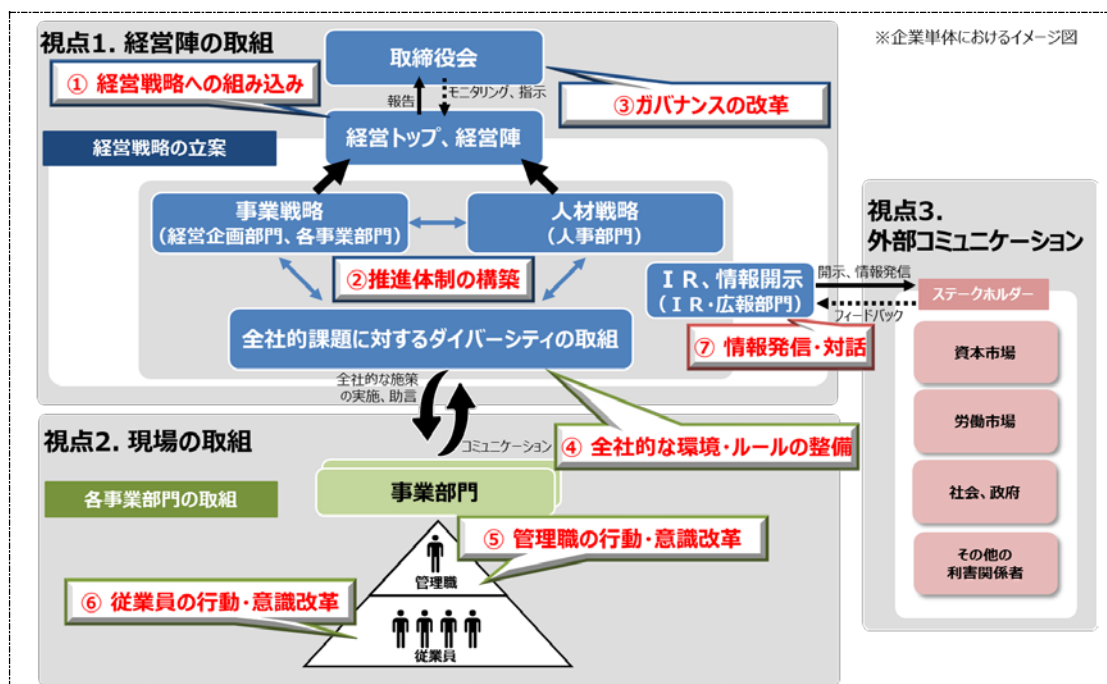 視点1. 経営陣の取組
※企業単体におけるイメージ図
取締役会
① 経営戦略への組み込み
報告
モニタリング、指示
③ガバナンスの改革
経営トップ、経営陣
経営戦略の立案
事業戦略
(経営企画部門、各事業部門)
人材戦略
(人事部門)
②推進体制の構築
全社的課題に対するダイバーシティの取組
ＩＲ、情報開示
(ＩＲ・広報部門)
⑦ 情報発信・対話
開示、情報発信
フィードバック
視点3.
外部コミュニケーション
ステークホルダー
資本市場
労働市場
社会、政府
その他の
利害関係者
全社的な施策
の実施、助言
コミュニケーション
④ 全社的な環境・ルールの整備
視点2. 現場の取組
各事業部門の取組
事業部門
⑤ 管理職の行動・意識改革
管理職
⑥ 従業員の行動・意識改革
従業員